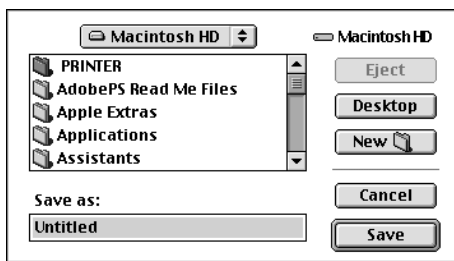 Macintosh HD
Macintosh HD
PRINTER
AdobePS Read Me Files
Apple Extras
Applications
Assistants
Eject
Desktop
New
Save as:
Untitled
Cancel
Save